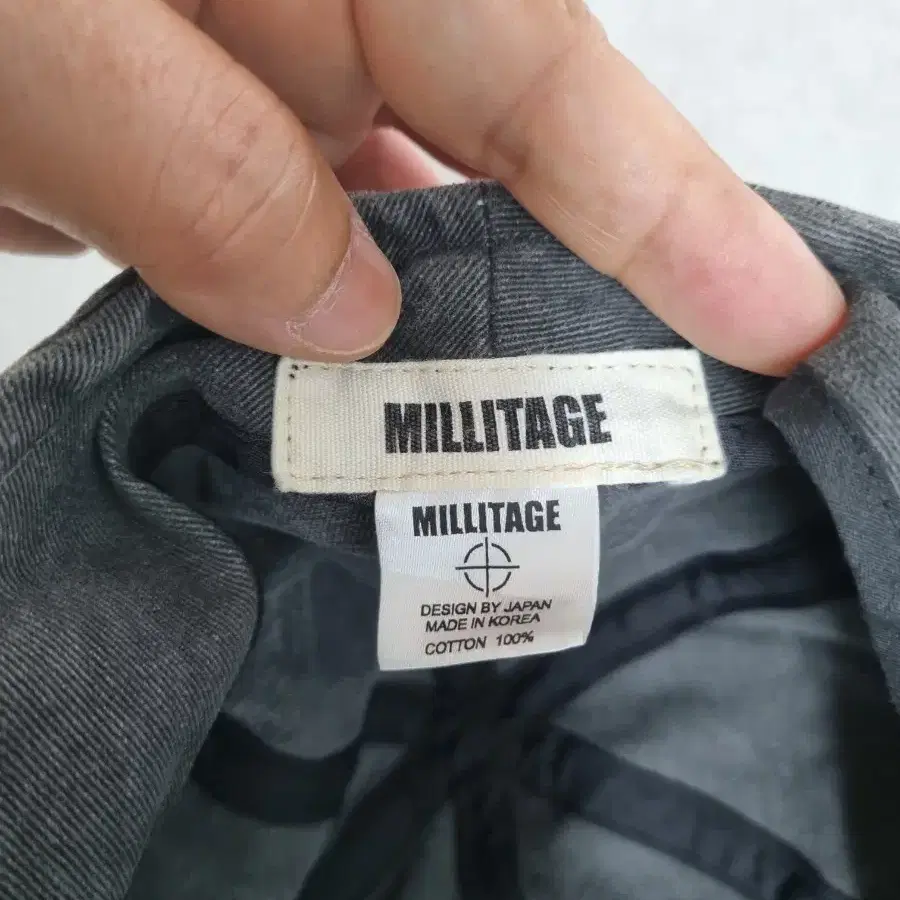 MILLITAGE
MILLITAGE
DESIGN BY JAPAN
MADE IN KOREA
COTTON 100%